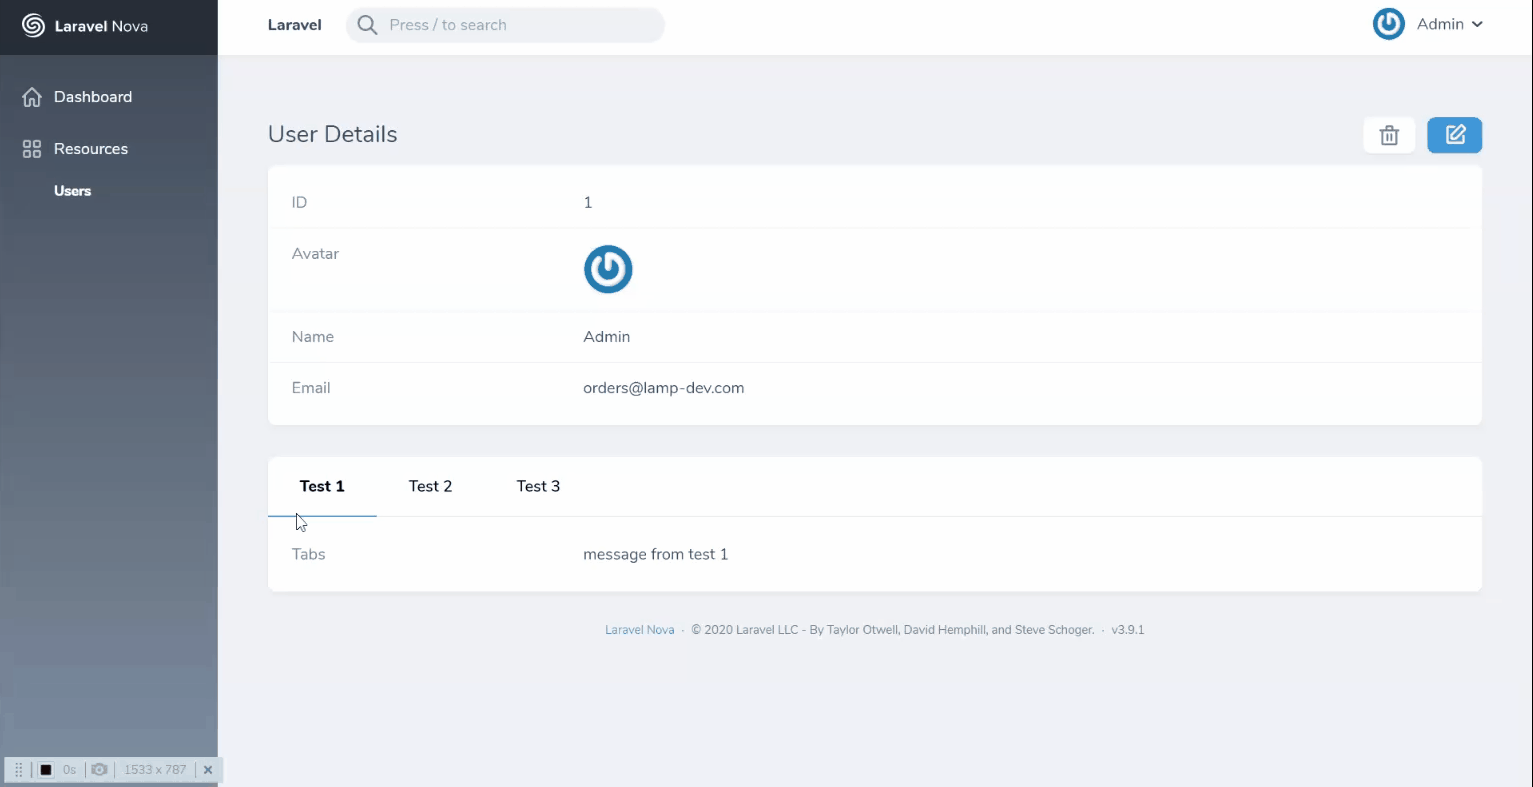 Laravel Nova
Laravel
Press / to search
Admin
Dashboard
Resources
Users
User Details
ID 1
Avatar
Name Admin
Email orders@lamp-dev.com
Test 1 Test 2 Test 3
Tabs message from test 1
Laravel Nova · © 2020 Laravel LLC - By Taylor Otwell, David Hemphill, and Steve Schoger. · v3.9.1
0s 1533 x 787